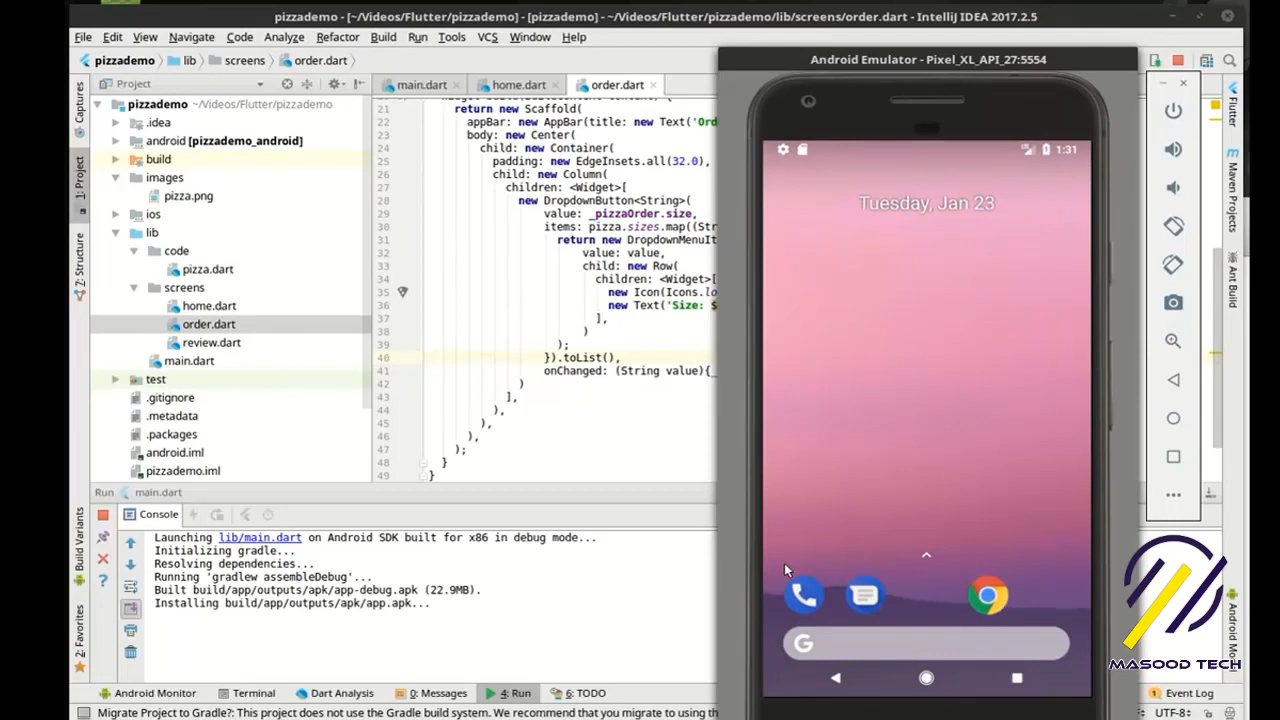 pizzademo - [~/Videos/Flutter/pizzademo] - [pizzademo] - ~/Videos/Flutter/pizzademo/lib/screens/order.dart - IntelliJ IDEA 2017.2.5
File Edit View Navigate Code Analyze Refactor Build Run Tools VCS Window Help
pizzademo lib screens order.dart
Project
main.dart
home.dart
order.dart
Captures
1: Project
7: Structure
Build Variants
2: Favorites
pizzademo ~/Videos/Flutter/pizzademo
.idea
android [pizzademo_android]
build
images
pizza.png
ios
lib
code
pizza.dart
screens
home.dart
order.dart
review.dart
main.dart
test
.gitignore
.metadata
.packages
android.iml
pizzademo.iml
21 return new Scaffold(
22 appBar: new AppBar(title: new Text('Ord
23 body: new Center(
24 child: new Container(
25 padding: new EdgeInsets.all(32.0),
26 child: new Column(
27 children: <Widget>[
28 new DropdownButton<String>(
29 value: _pizzaOrder.size,
30 items: pizza.sizes.map((Str
31 return new DropdownMenuIt
32 value: value,
33 child: new Row(
34 children: <Widget>[
35 new Icon(Icons.lo
36 new Text('Size: $
37 ],
38 )
39 );
40 }).toList(),
41 onChanged: (String value){
42 )
43 ],
44 ),
45 ),
46 ),
47 );
48 }
49 }
Android Emulator - Pixel_XL_API_27:5554
1:31
Tuesday, Jan 23
G
Flutter
Maven Projects
Ant Build
Run main.dart
Console
Launching lib/main.dart on Android SDK built for x86 in debug mode...
Initializing gradle...
Resolving dependencies...
Running 'gradlew assembleDebug'...
Built build/app/outputs/apk/app-debug.apk (22.9MB).
Installing build/app/outputs/apk/app.apk...
MASOOD TECH
Android Monitor Terminal Dart Analysis 0: Messages 4: Run 6: TODO
1 Event Log
Migrate Project to Gradle?: This project does not use the Gradle build system. We recommend that you migrate to using th
UTF-8